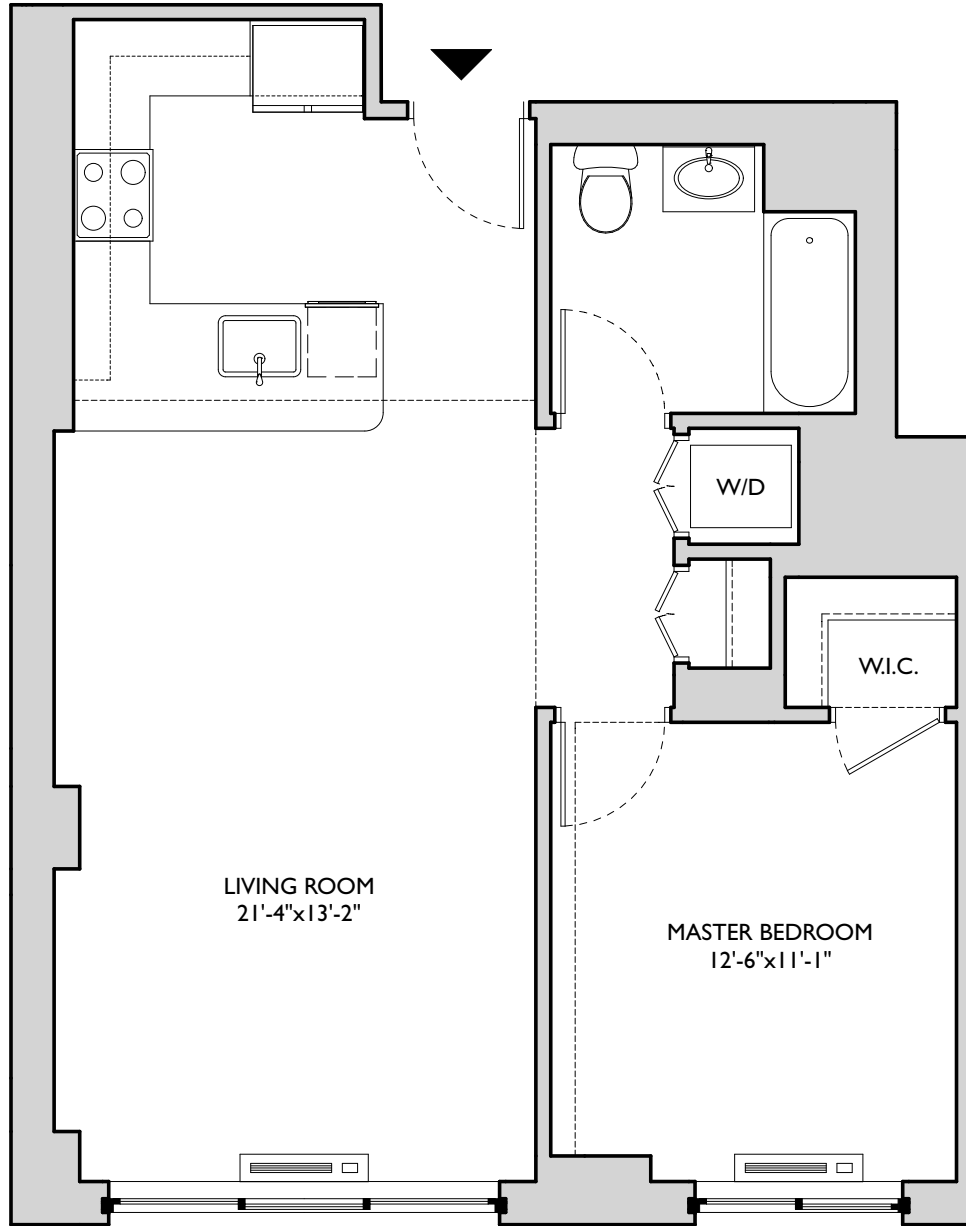 W/D
W.I.C.
LIVING ROOM
21'-4"x13'-2"
MASTER BEDROOM
12'-6"x11'-1"